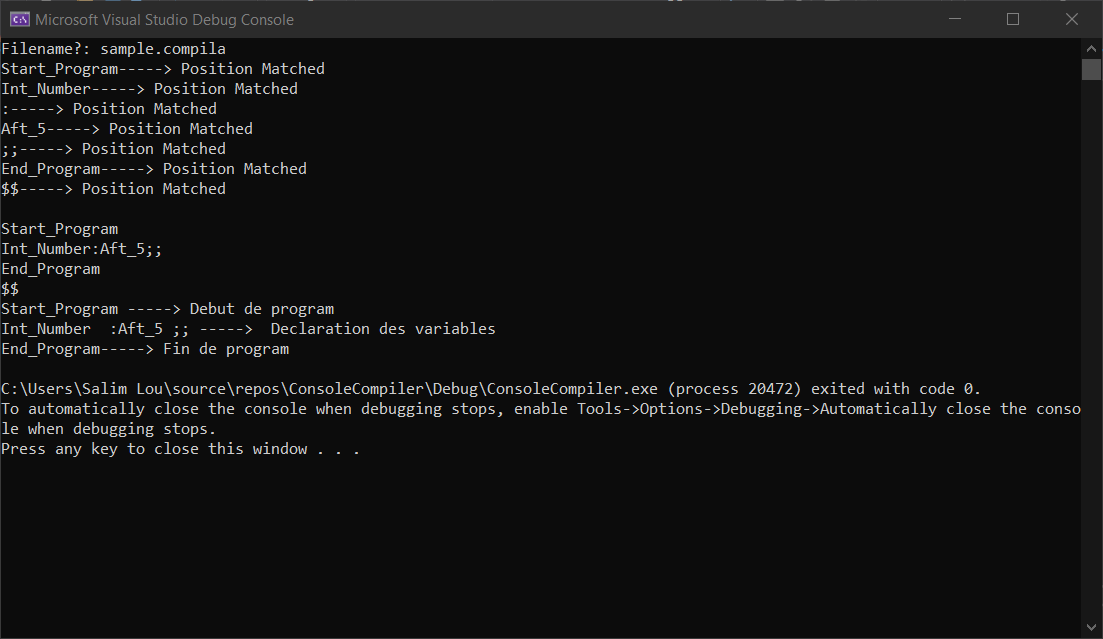 Microsoft Visual Studio Debug Console
Filename?: sample.compila
Start_Program-----> Position Matched
Int_Number-----> Position Matched
:-----> Position Matched
Aft_5-----> Position Matched
;;-----> Position Matched
End_Program-----> Position Matched
$$-----> Position Matched
Start_Program
Int_Number:Aft_5;;
End_Program
$$
Start_Program -----> Debut de program
Int_Number  :Aft_5 ;; ----->  Declaration des variables
End_Program-----> Fin de program
C:\Users\Salim Lou\source\repos\ConsoleCompiler\Debug\ConsoleCompiler.exe (process 20472) exited with code 0.
To automatically close the console when debugging stops, enable Tools->Options->Debugging->Automatically close the conso
le when debugging stops.
Press any key to close this window . . .